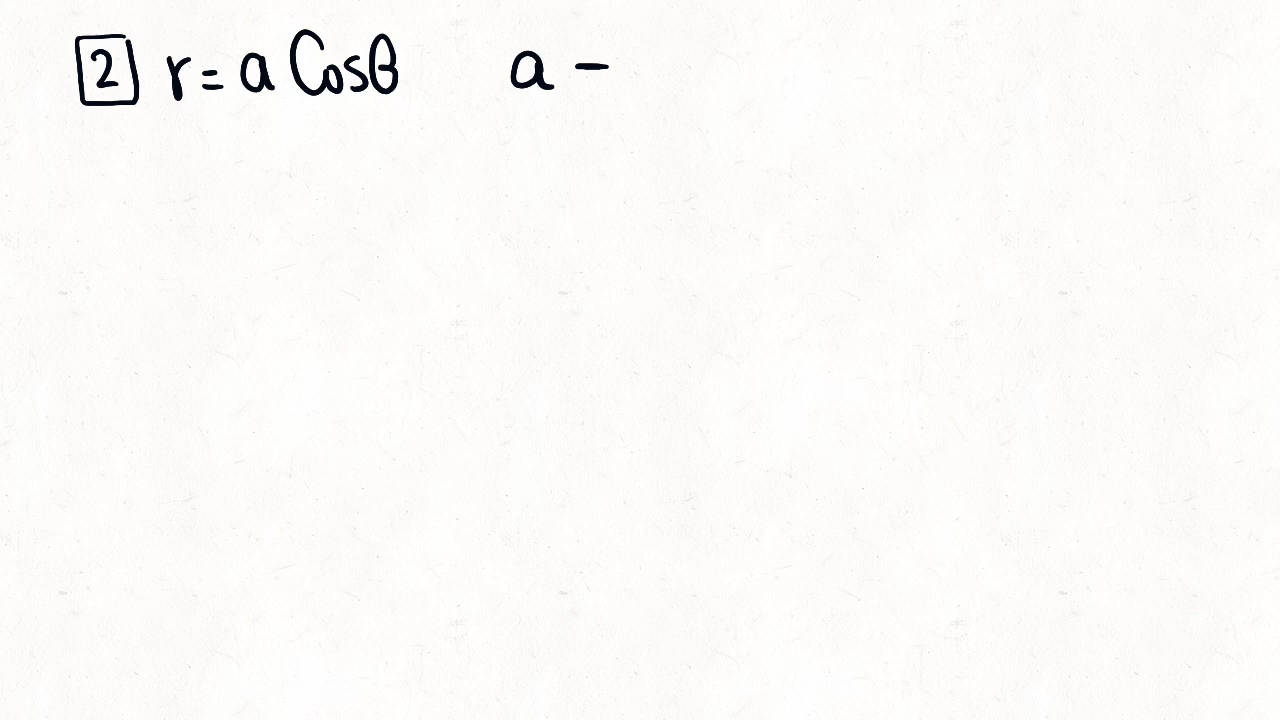 2 r = a Cosθ a -